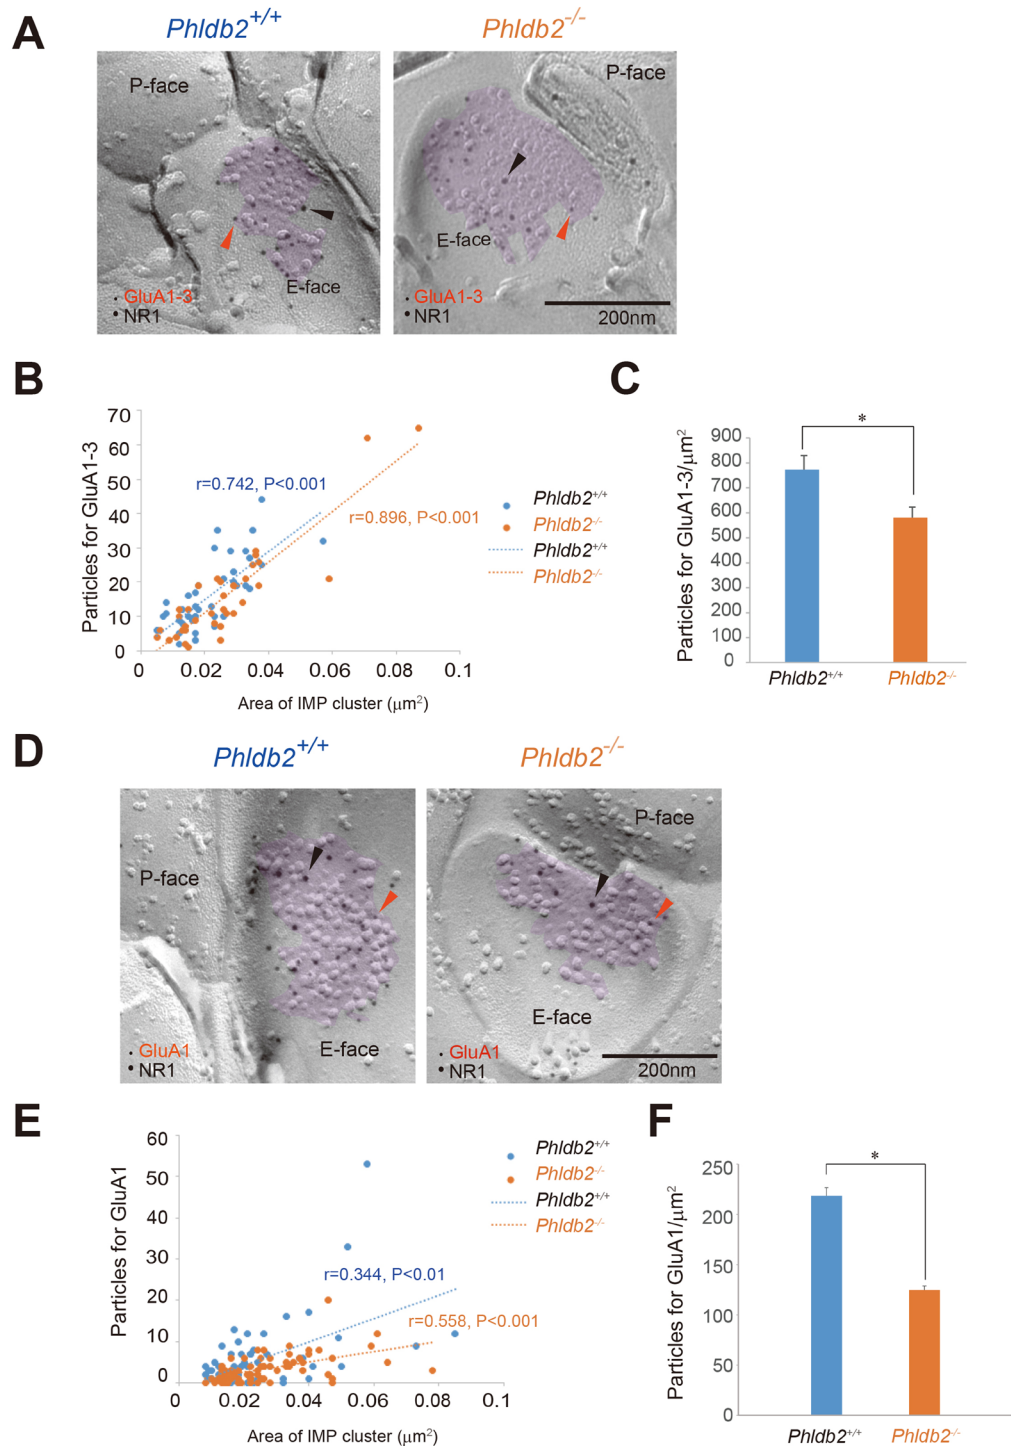 A
Phldb2+/+
Phldb2-/-
P-face
P-face
E-face
E-face
GluA1-3
NR1
GluA1-3
NR1
200nm
B
Particles for GluA1-3
70
60
50
40
30
20
10
0
0
0.02
0.04
0.06
0.08
0.1
Area of IMP cluster (μm2)
r=0.742, P<0.001
r=0.896, P<0.001
Phldb2+/+
Phldb2-/-
Phldb2+/+
Phldb2-/-
C
Particles for GluA1-3/μm2
900
800
700
600
500
400
300
200
100
0
*
Phldb2+/+
Phldb2-/-
D
Phldb2+/+
Phldb2-/-
P-face
P-face
E-face
E-face
GluA1
NR1
GluA1
NR1
200nm
E
Particles for GluA1
60
50
40
30
20
10
0
0
0.02
0.04
0.06
0.08
0.1
Area of IMP cluster (μm2)
r=0.344, P<0.01
r=0.558, P<0.001
Phldb2+/+
Phldb2-/-
Phldb2+/+
Phldb2-/-
F
Particles for GluA1/μm2
250
200
150
100
50
0
*
Phldb2+/+
Phldb2-/-